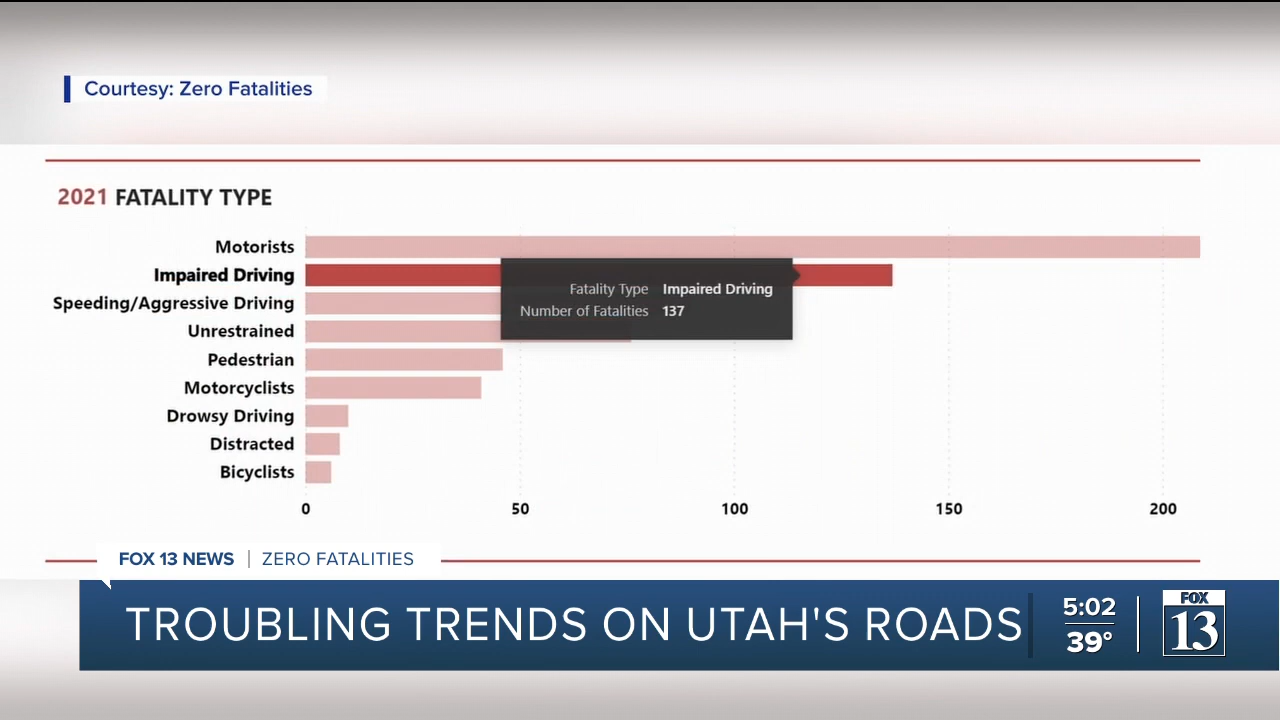 Courtesy: Zero Fatalities
2021 FATALITY TYPE
Motorists
Impaired Driving
Speeding/Aggressive Driving
Unrestrained
Pedestrian
Motorcyclists
Drowsy Driving
Distracted
Bicyclists
Fatality Type Impaired Driving
Number of Fatalities 137
0 50 100 150 200
FOX 13 NEWS | ZERO FATALITIES
TROUBLING TRENDS ON UTAH'S ROADS
5:02
39°
FOX
13